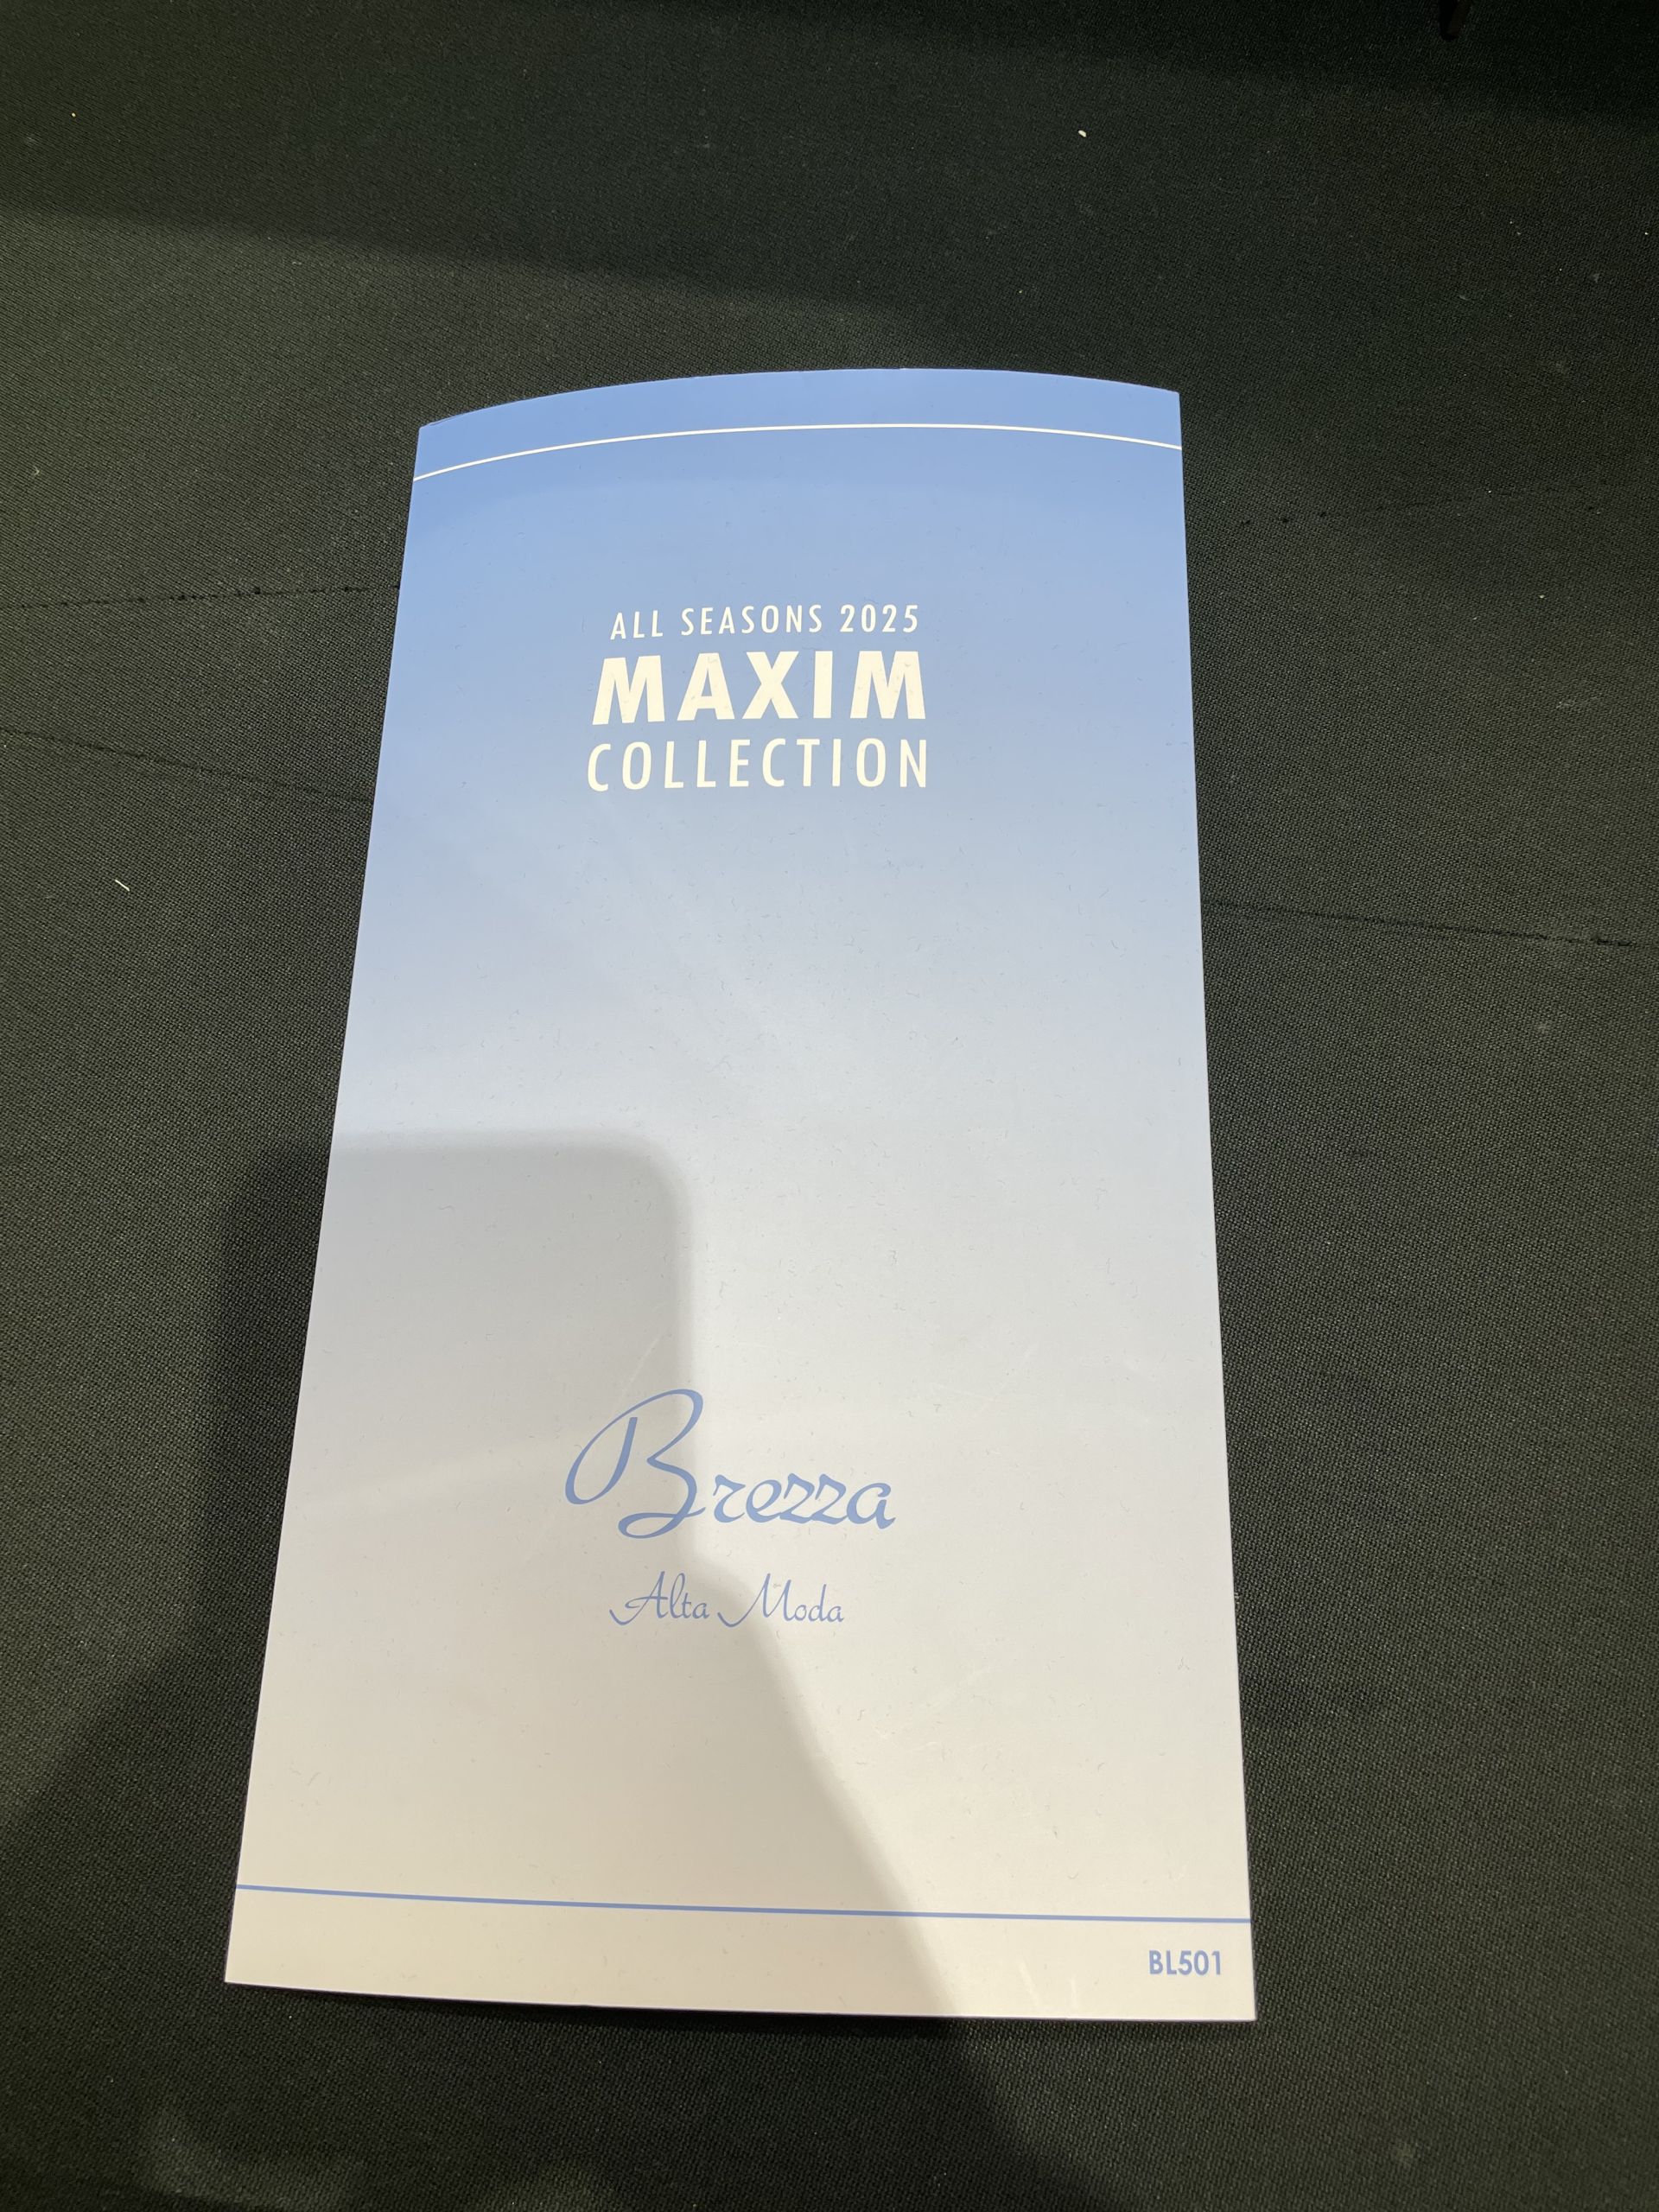 ALL SEASONS 2025
MAXIM
COLLECTION
Brezza
Alta Moda
BL501